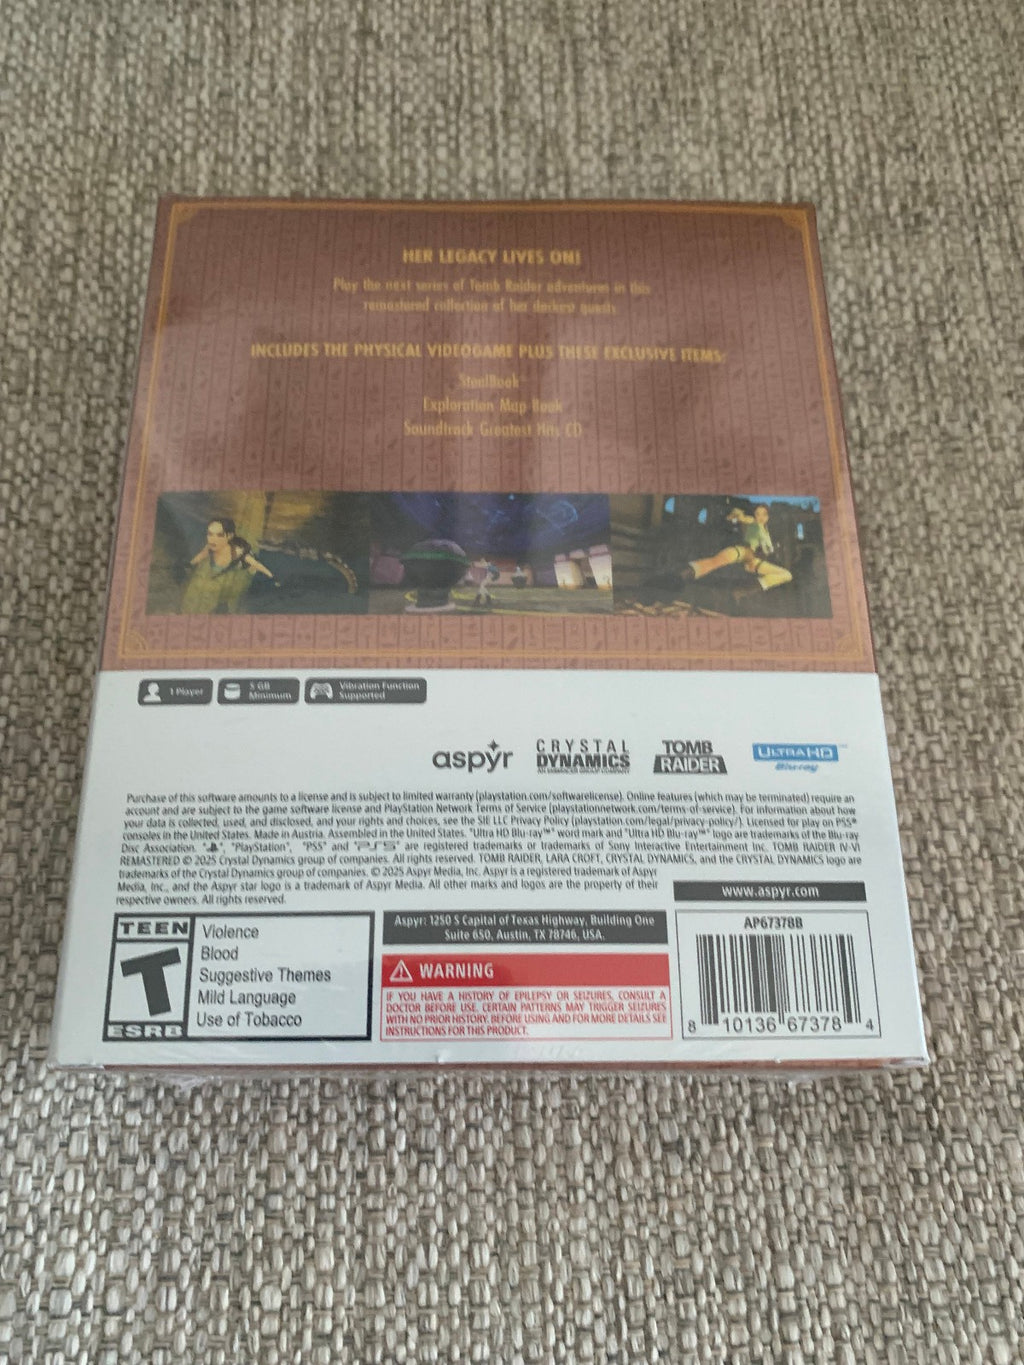 HER LEGACY LIVES ON!
Play the next series of Tomb Raider adventures in this
remastered collection of her darkest quests
INCLUDES THE PHYSICAL VIDEOGAME PLUS THESE EXCLUSIVE ITEMS:
SteelBook
Exploration Map Book
Soundtrack Greatest Hits CD
1 Player
5 GB
Minimum
Vibration Function
Supported
aspyr
CRYSTAL
DYNAMICS
AN EMBRACER GROUP COMPANY
TOMB
RAIDER
ULTRA HD
Blu-ray
Purchase of this software amounts to a license and is subject to limited warranty (playstation.com/softwarelicense). Online features (which may be terminated) require an
account and are subject to the game software license and PlayStation Network Terms of Service (playstationnetwork.com/terms-of-service). For information about how
your data is collected, used, and disclosed, and your rights and choices, see the SIE LLC Privacy Policy (playstation.com/legal/privacy-policy/). Licensed for play on PS5®
consoles in the United States. Made in Austria. Assembled in the United States. "Ultra HD Blu-ray™" word mark and "Ultra HD Blu-ray™" logo are trademarks of the Blu-ray
Disc Association. "", "PlayStation", "PS5" and "PS5" are registered trademarks or trademarks of Sony Interactive Entertainment Inc. TOMB RAIDER IV-VI
REMASTERED © 2025 Crystal Dynamics group of companies. All rights reserved. TOMB RAIDER, LARA CROFT, CRYSTAL DYNAMICS, and the CRYSTAL DYNAMICS logo are
trademarks of the Crystal Dynamics group of companies. © 2025 Aspyr Media, Inc. Aspyr is a registered trademark of Aspyr
Media, Inc., and the Aspyr star logo is a trademark of Aspyr Media. All other marks and logos are the property of their
respective owners. All rights reserved.
www.aspyr.com
TEEN
T
ESRB
Violence
Blood
Suggestive Themes
Mild Language
Use of Tobacco
Aspyr: 1250 S Capital of Texas Highway, Building One
Suite 650, Austin, TX 78746, USA.
WARNING
IF YOU HAVE A HISTORY OF EPILEPSY OR SEIZURES, CONSULT A
DOCTOR BEFORE USE. CERTAIN PATTERNS MAY TRIGGER SEIZURES
WITH NO PRIOR HISTORY. BEFORE USING AND FOR MORE DETAILS SEE
INSTRUCTIONS FOR THIS PRODUCT.
AP67378B
8 10136 67378 4